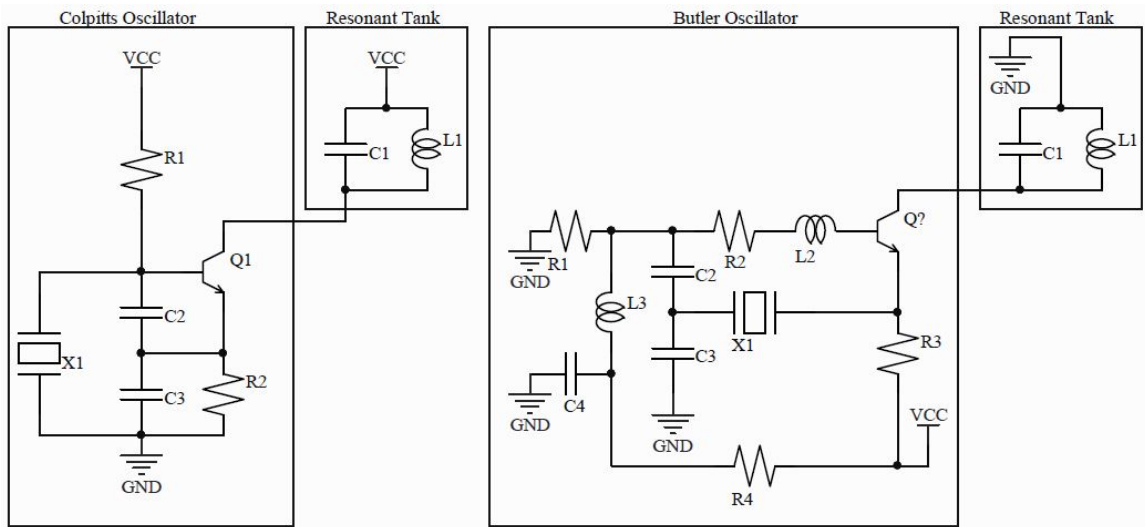 Colpitts Oscillator
Resonant Tank
Butler Oscillator
Resonant Tank
VCC
VCC
GND
C1
L1
C1
L1
R1
Q1
Q?
R1
R2
L2
GND
C2
C2
L3
X1
X1
R3
C3
R2
C3
GND
C4
GND
VCC
GND
R4